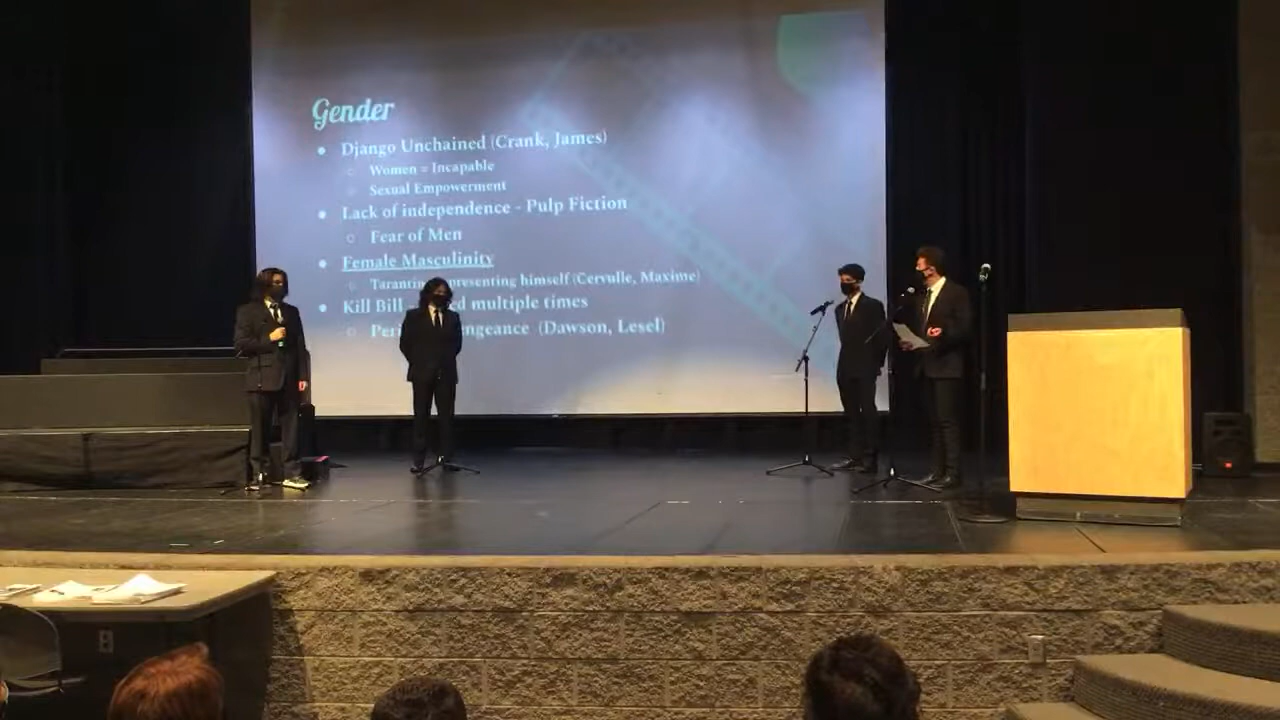 Gender
● Django Unchained (Crank, James)
○ Women = Incapable
○ Sexual Empowerment
● Lack of independence - Pulp Fiction
○ Fear of Men
● Female Masculinity
○ presenting himself (Cervulle, Maxime)
● Kill Bill - multiple times
○ (Dawson, Lesel)